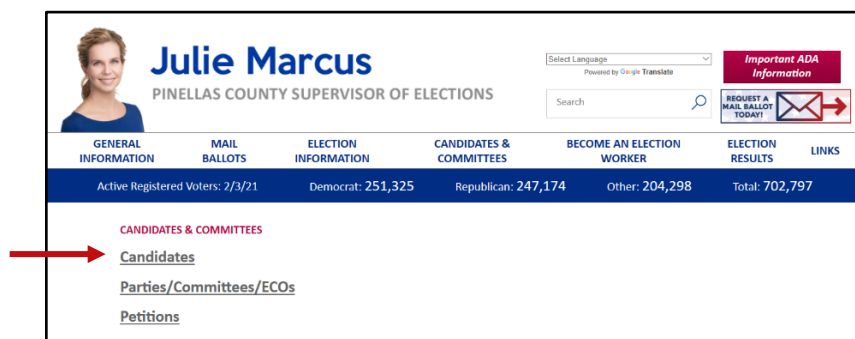 Julie Marcus
PINELLAS COUNTY SUPERVISOR OF ELECTIONS
Select Language
Powered by Google Translate
Search
Important ADA
Information
REQUEST A
MAIL BALLOT
TODAY!
GENERAL
INFORMATION
MAIL
BALLOTS
ELECTION
INFORMATION
CANDIDATES &
COMMITTEES
BECOME AN ELECTION
WORKER
ELECTION
RESULTS
LINKS
Active Registered Voters: 2/3/21 Democrat: 251,325 Republican: 247,174 Other: 204,298 Total: 702,797
CANDIDATES & COMMITTEES
Candidates
Parties/Committees/ECOs
Petitions